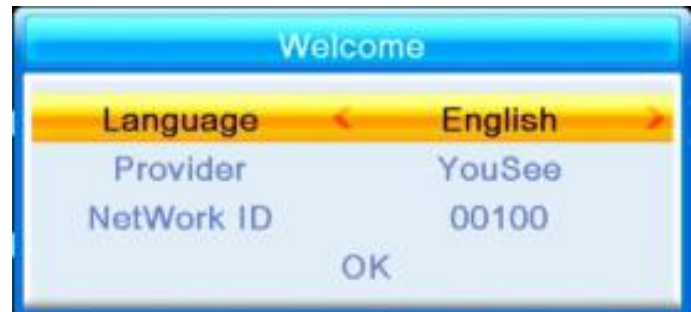 Welcome
Language < English >
Provider YouSee
NetWork ID 00100
OK